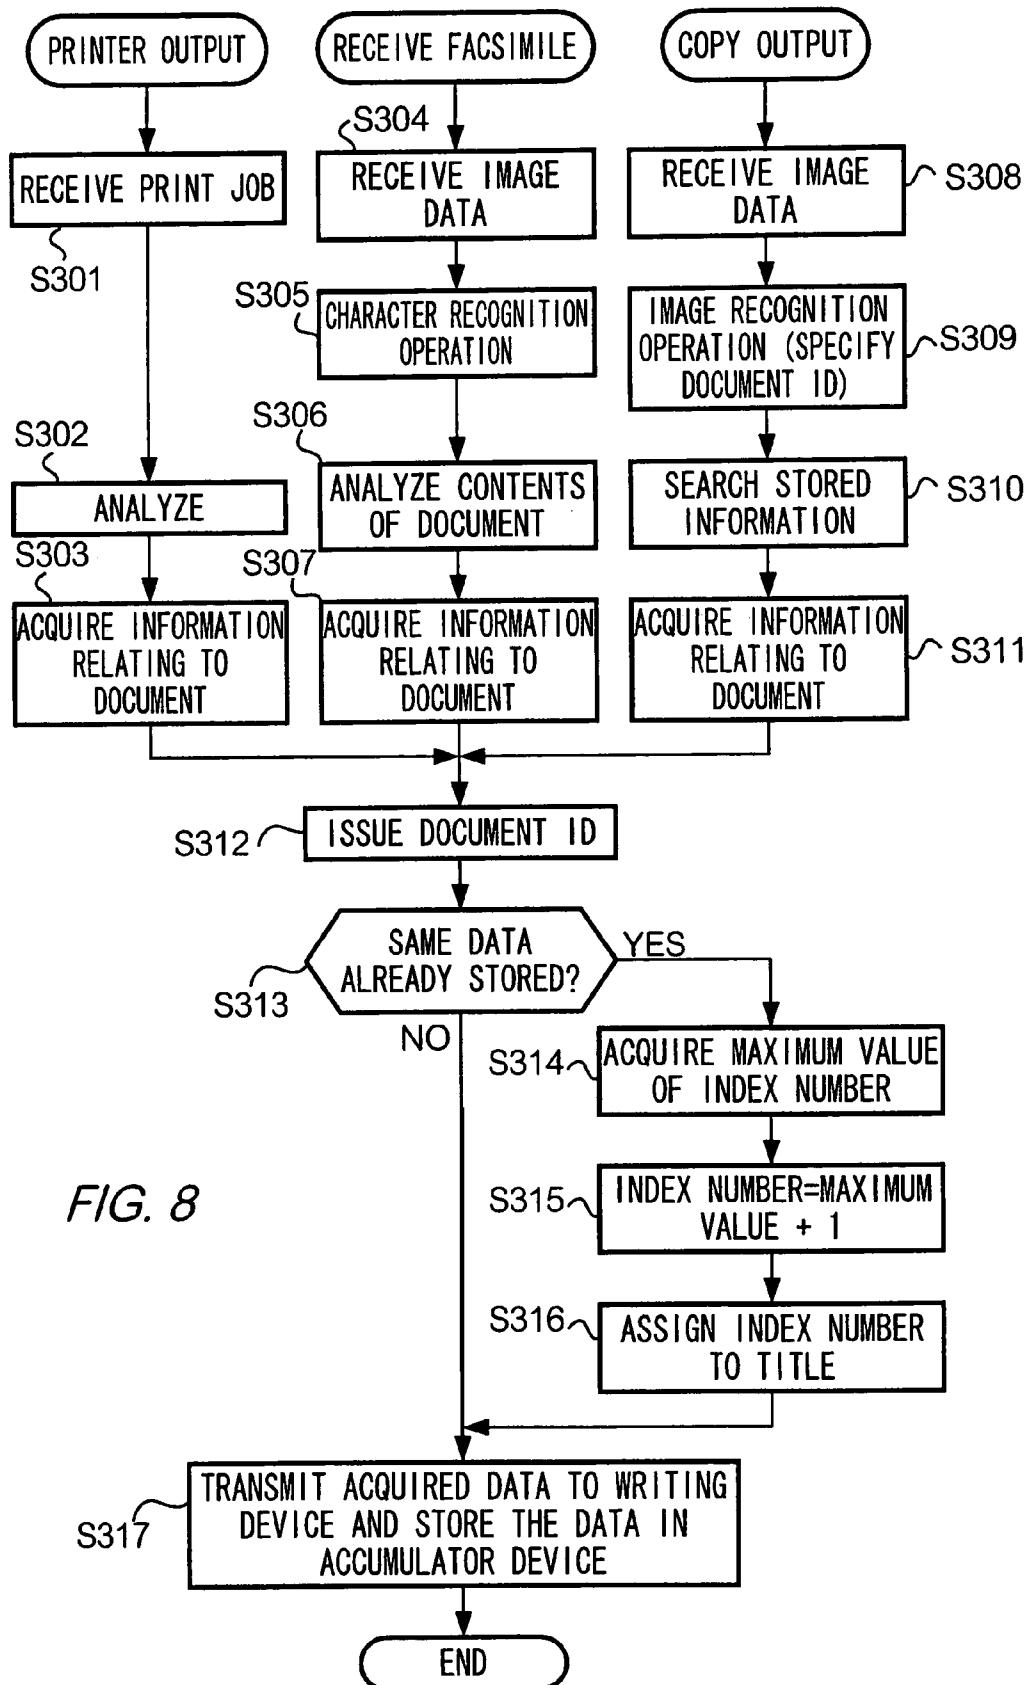 PRINTER OUTPUT
RECEIVE FACSIMILE
COPY OUTPUT
S304
RECEIVE PRINT JOB
S301
RECEIVE IMAGE
DATA
RECEIVE IMAGE
DATA
S308
S305
CHARACTER RECOGNITION
OPERATION
IMAGE RECOGNITION
OPERATION (SPECIFY
DOCUMENT ID)
S309
S302
ANALYZE
S306
ANALYZE CONTENTS
OF DOCUMENT
SEARCH STORED
INFORMATION
S310
S303
ACQUIRE INFORMATION
RELATING TO
DOCUMENT
S307
ACQUIRE INFORMATION
RELATING TO
DOCUMENT
ACQUIRE INFORMATION
RELATING TO
DOCUMENT
S311
S312
ISSUE DOCUMENT ID
SAME DATA
ALREADY STORED?
S313
YES
NO
S314
ACQUIRE MAXIMUM VALUE
OF INDEX NUMBER
FIG. 8
S315
INDEX NUMBER=MAXIMUM
VALUE + 1
S316
ASSIGN INDEX NUMBER
TO TITLE
S317
TRANSMIT ACQUIRED DATA TO WRITING
DEVICE AND STORE THE DATA IN
ACCUMULATOR DEVICE
END